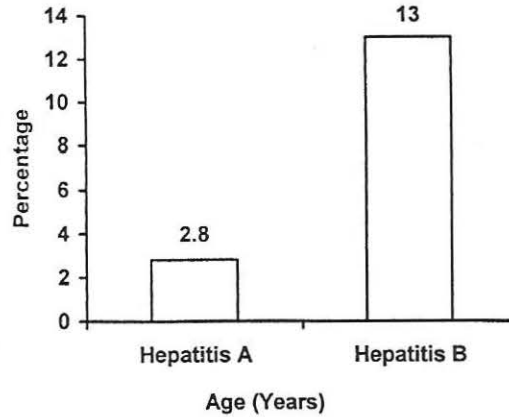 14
12
10
8
6
4
2
0
Percentage
2.8
13
Hepatitis A
Hepatitis B
Age (Years)